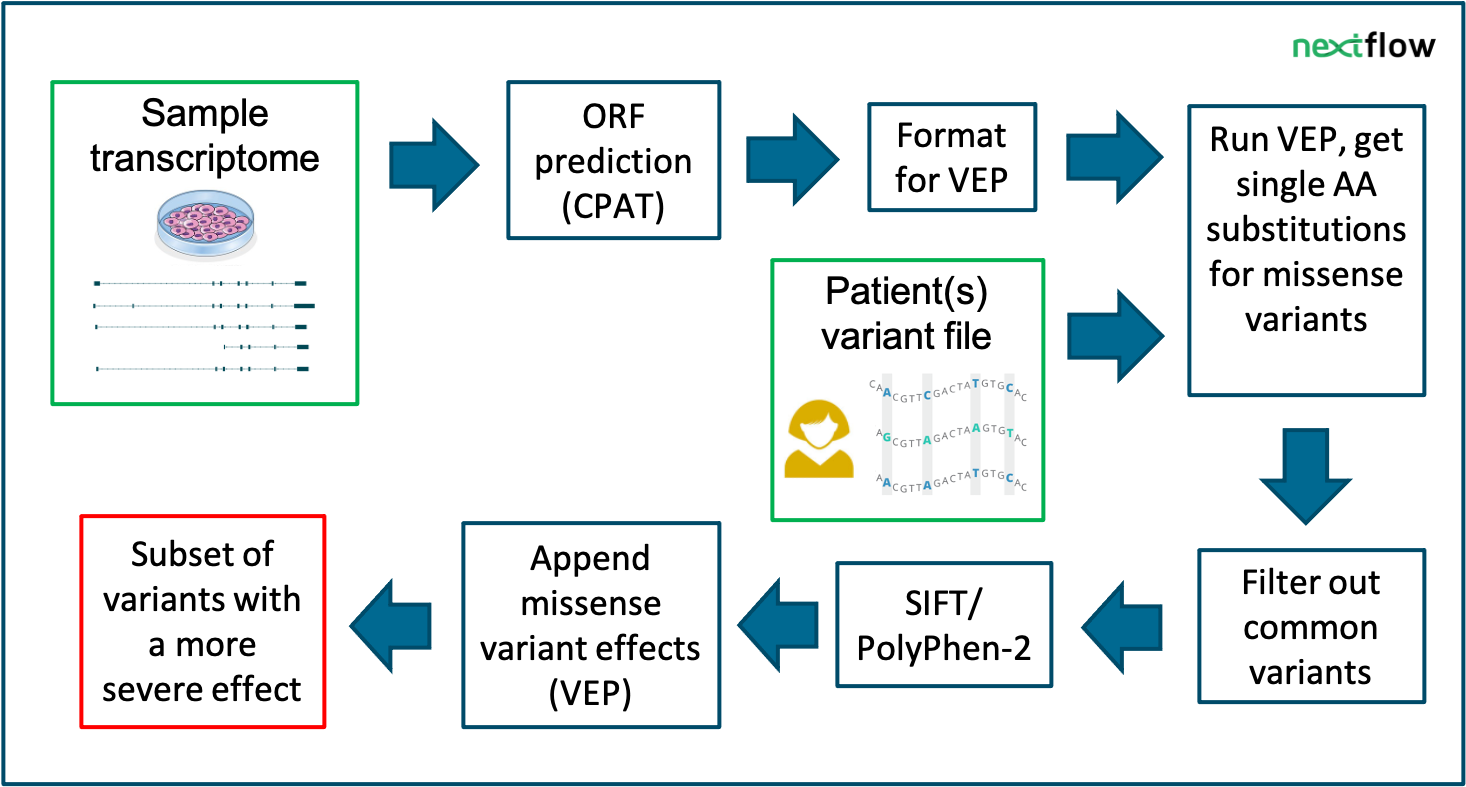 nextflow
Sample
transcriptome
ORF
prediction
(CPAT)
Format
for VEP
Run VEP, get
single AA
substitutions
for missense
variants
Patient(s)
variant file
CAACGTTCGACTATGTGCAC
AGCGTTAGACTAAGTGTAC
AACGTTAGACTATGTGCAC
Filter out
common
variants
SIFT/
PolyPhen-2
Append
missense
variant effects
(VEP)
Subset of
variants with
a more
severe effect